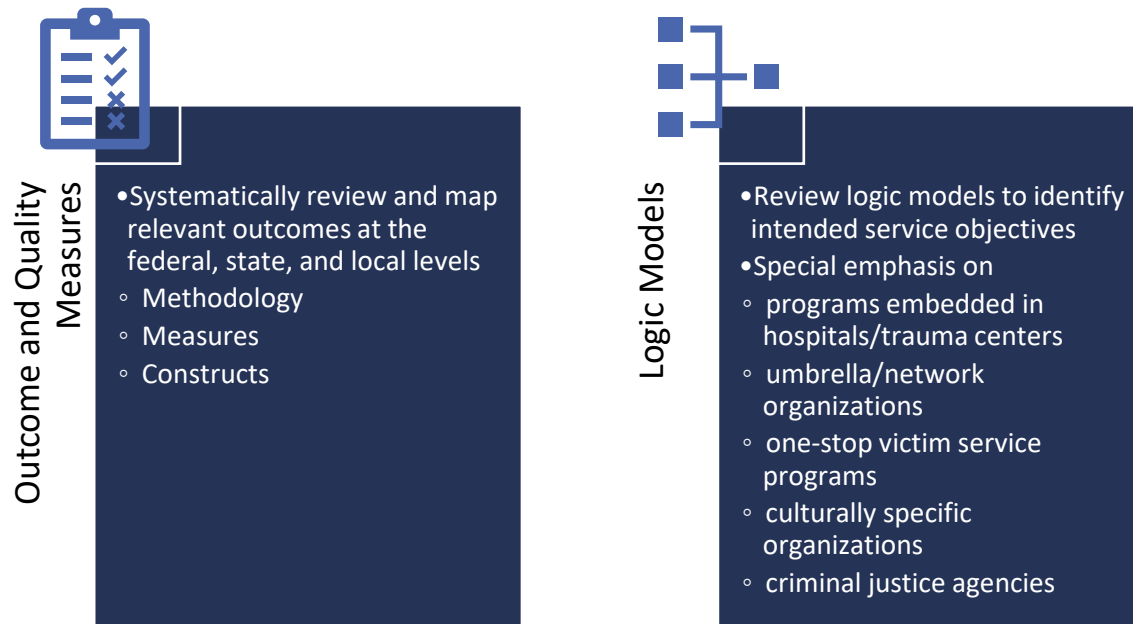 Outcome and Quality
Measures
•Systematically review and map
relevant outcomes at the
federal, state, and local levels
◦ Methodology
◦ Measures
◦ Constructs
Logic Models
•Review logic models to identify
intended service objectives
•Special emphasis on
◦ programs embedded in
hospitals/trauma centers
◦ umbrella/network
organizations
◦ one-stop victim service
programs
◦ culturally specific
organizations
◦ criminal justice agencies